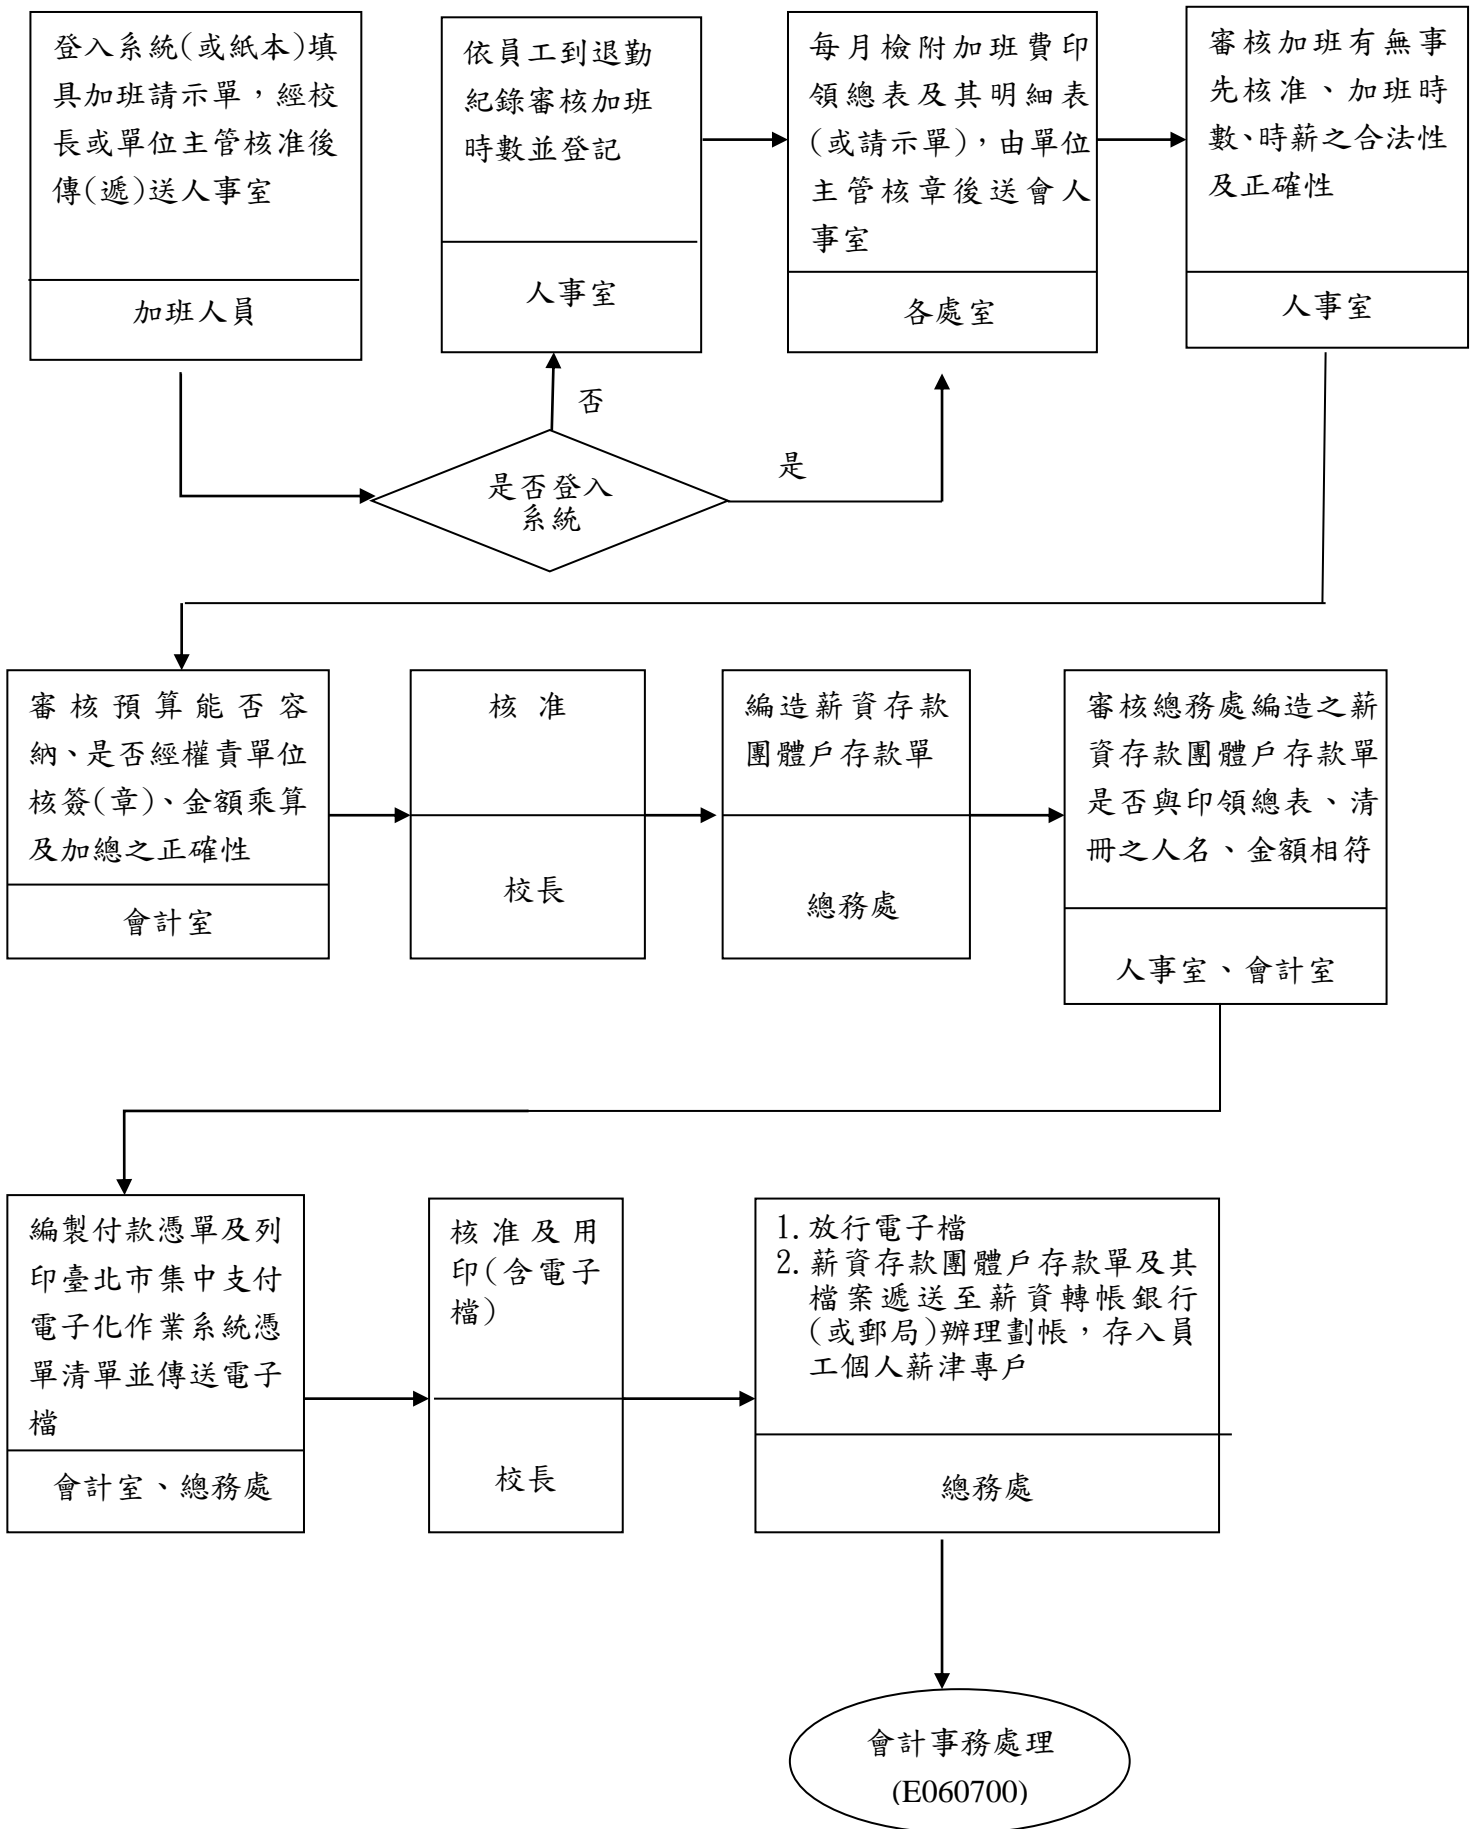 登入系統(或紙本)填
具加班請示單，經校
長或單位主管核准後
傳(遞)送人事室
加班人員
依員工到退勤
紀錄審核加班
時數並登記
人事室
每月檢附加班費印
領總表及其明細表
(或請示單)，由單位
主管核章後送會人
事室
各處室
審核加班有無事
先核准、加班時
數、時薪之合法性
及正確性
人事室
否
是
是否登入
系統
審核預算能否容
納、是否經權責單位
核簽(章)、金額乘算
及加總之正確性
會計室
核准
校長
編造薪資存款
團體戶存款單
總務處
審核總務處編造之薪
資存款團體戶存款單
是否與印領總表、清
冊之人名、金額相符
人事室、會計室
編製付款憑單及列
印臺北市集中支付
電子化作業系統憑
單清單並傳送電子
檔
會計室、總務處
核准及用
印(含電子
檔)
校長
1.放行電子檔
2.薪資存款團體戶存款單及其
檔案遞送至薪資轉帳銀行
(或郵局)辦理劃帳，存入員
工個人薪津專戶
總務處
會計事務處理
(E060700)